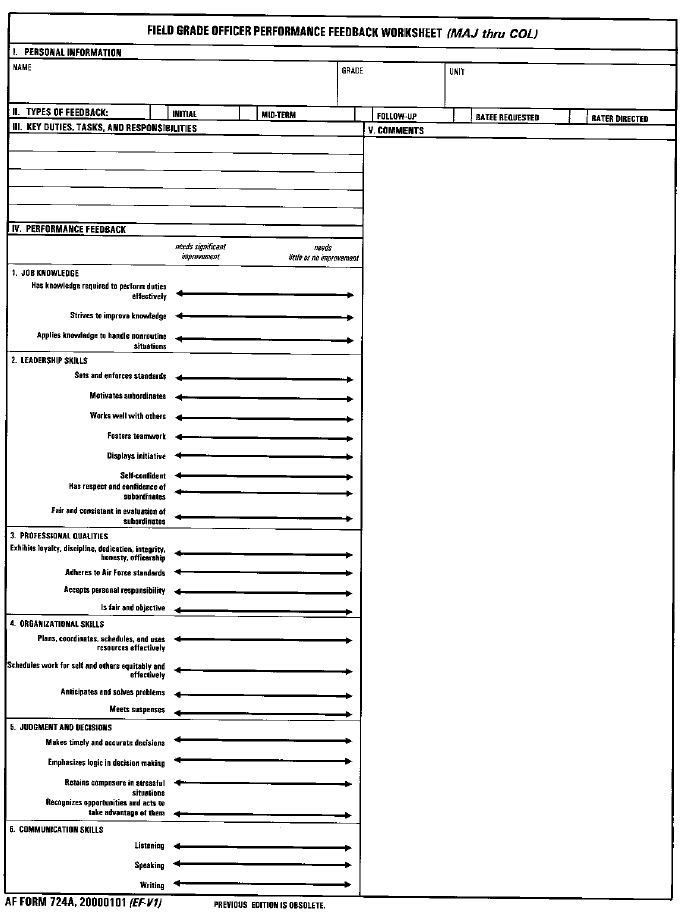 FIELD GRADE OFFICER PERFORMANCE FEEDBACK WORKSHEET (MAJ thru COL)
I. PERSONAL INFORMATION
NAME
GRADE
UNIT
II. TYPES OF FEEDBACK: INITIAL MID-TERM FOLLOW-UP RATEE REQUESTED RATER DIRECTED
III. KEY DUTIES, TASKS, AND RESPONSIBILITIES
V. COMMENTS
IV. PERFORMANCE FEEDBACK
needs significant
improvement
needs
little or no improvement
1. JOB KNOWLEDGE
Has knowledge required to perform duties
effectively
Strives to improve knowledge
Applies knowledge to handle nonroutine
situations
2. LEADERSHIP SKILLS
Sets and enforces standards
Motivates subordinates
Works well with others
Fosters teamwork
Displays initiative
Self-confident
Has respect and confidence of
subordinates
Fair and consistent in evaluation of
subordinates
3. PROFESSIONAL QUALITIES
Exhibits loyalty, discipline, dedication, integrity,
honesty, officership
Adheres to Air Force standards
Accepts personal responsibility
Is fair and objective
4. ORGANIZATIONAL SKILLS
Plans, coordinates, schedules, and uses
resources effectively
Schedules work for self and others equitably and
effectively
Anticipates and solves problems
Meets suspenses
5. JUDGMENT AND DECISIONS
Makes timely and accurate decisions
Emphasizes logic in decision making
Retains composure in stressful
situations
Recognizes opportunities and acts to
take advantage of them
6. COMMUNICATION SKILLS
Listening
Speaking
Writing
AF FORM 724A, 20000101 (EF-V1)
PREVIOUS EDITION IS OBSOLETE.